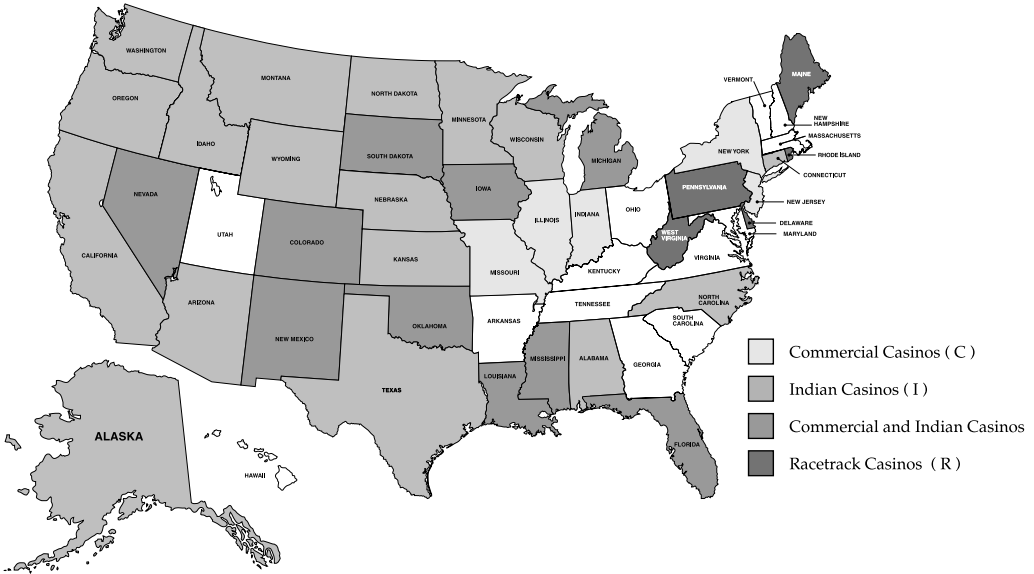 WASHINGTON
MONTANA
OREGON
IDAHO
WYOMING
NORTH DAKOTA
SOUTH DAKOTA
MINNESOTA
WISCONSIN
MICHIGAN
IOWA
NEBRASKA
NEVADA
UTAH
COLORADO
KANSAS
CALIFORNIA
ARIZONA
NEW MEXICO
OKLAHOMA
TEXAS
MISSOURI
ARKANSAS
LOUISIANA
ILLINOIS
INDIANA
OHIO
KENTUCKY
TENNESSEE
MISSISSIPPI
ALABAMA
GEORGIA
FLORIDA
SOUTH
CAROLINA
NORTH
CAROLINA
VIRGINIA
WEST
VIRGINIA
PENNSYLVANIA
NEW YORK
VERMONT
MAINE
NEW
HAMPSHIRE
MASSACHUSETTS
RHODE ISLAND
CONNECTICUT
NEW JERSEY
DELAWARE
MARYLAND
ALASKA
HAWAII
Commercial Casinos ( C )
Indian Casinos ( I )
Commercial and Indian Casinos
Racetrack Casinos ( R )